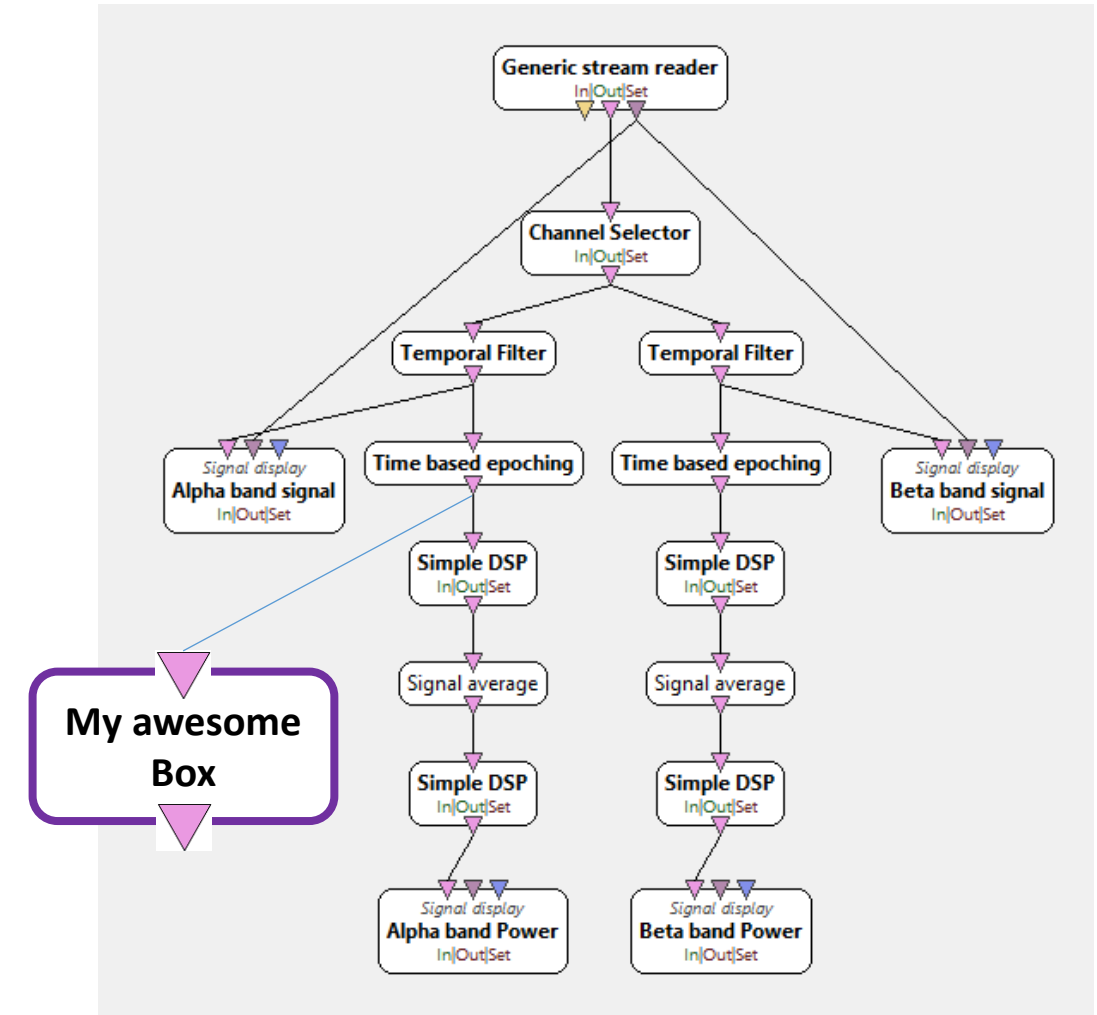 Generic stream reader
In|Out|Set
Channel Selector
In|Out|Set
Temporal Filter
Temporal Filter
Signal display
Alpha band signal
In|Out|Set
Time based epoching
Time based epoching
Signal display
Beta band signal
In|Out|Set
Simple DSP
In|Out|Set
Simple DSP
In|Out|Set
My awesome
Box
Signal average
Signal average
Simple DSP
In|Out|Set
Simple DSP
In|Out|Set
Signal display
Alpha band Power
In|Out|Set
Signal display
Beta band Power
In|Out|Set